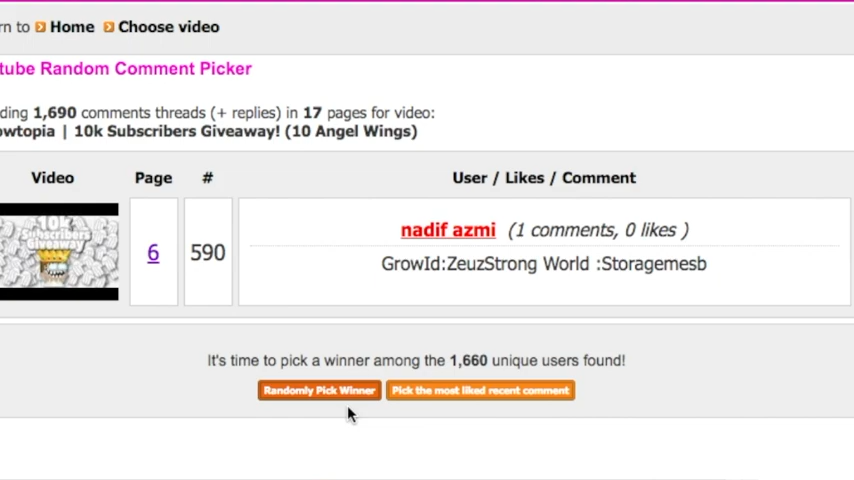 rn to Home Choose video
tube Random Comment Picker
ding 1,690 comments threads (+ replies) in 17 pages for video:
owtopia | 10k Subscribers Giveaway! (10 Angel Wings)
Video Page # User / Likes / Comment
10k
Subscribers
Giveaway
6 590
nadif azmi (1 comments, 0 likes )
GrowId:ZeuzStrong World :Storagemesb
It's time to pick a winner among the 1,660 unique users found!
Randomly Pick Winner Pick the most liked recent comment